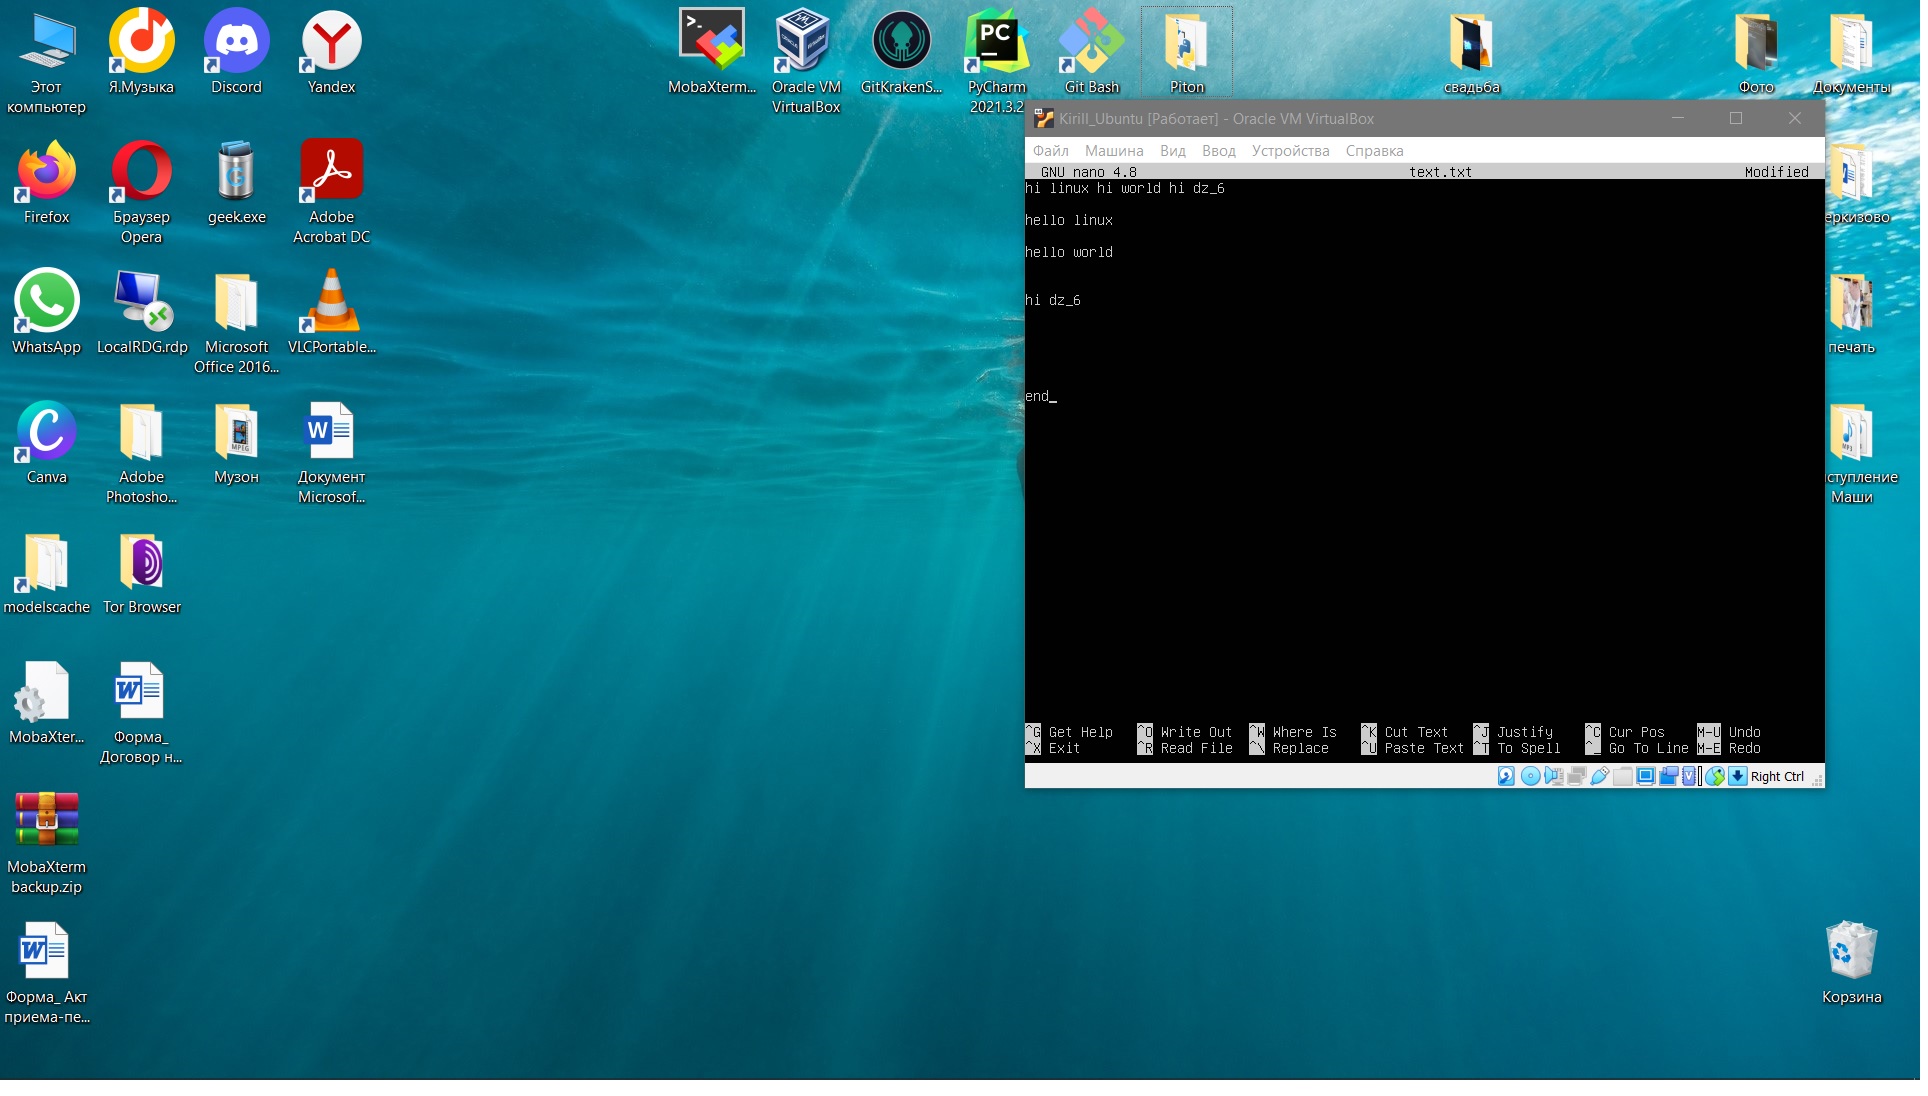 Этот компьютер
Я.Музыка
Discord
Yandex
MobaXterm...
Oracle VM VirtualBox
GitKrakenS...
PyCharm 2021.3.2
Git Bash
Piton
свадьба
Фото
Документы
Firefox
Браузер Opera
geek.exe
Adobe Acrobat DC
WhatsApp
LocalRDG.rdp
Microsoft Office 2016...
VLCPortable...
Canva
Adobe Photosho...
Музон
Документ Microsof...
modelscache
Tor Browser
MobaXter...
Форма_ Договор н...
MobaXterm backup.zip
Форма_ Акт приема-пе...
Kirill_Ubuntu [Работает] - Oracle VM VirtualBox
Файл Машина Вид Ввод Устройства Справка
GNU nano 4.8 text.txt Modified
hi linux hi world hi dz_6
hello linux
hello world
hi dz_6
end_
^G Get Help ^O Write Out ^W Where Is ^K Cut Text ^J Justify ^C Cur Pos M-U Undo
^X Exit ^R Read File ^\ Replace ^U Paste Text ^T To Spell ^_ Go To Line M-E Redo
Right Ctrl
еркизово
печать
ступление Маши
Корзина